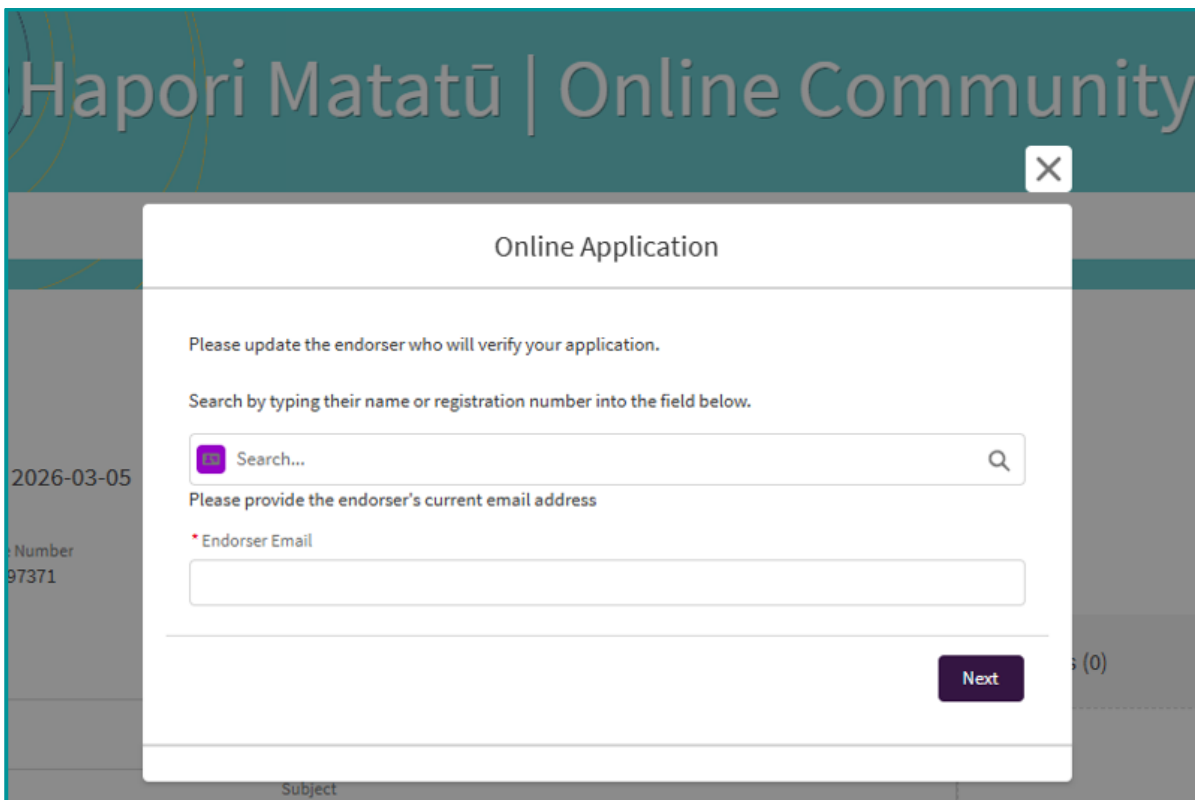 Hapori Matatū | Online Community
Online Application
Please update the endorser who will verify your application.
Search by typing their name or registration number into the field below.
Search...
2026-03-05
Please provide the endorser's current email address
* Endorser Email
Number
97371
Next
(0)
Subject